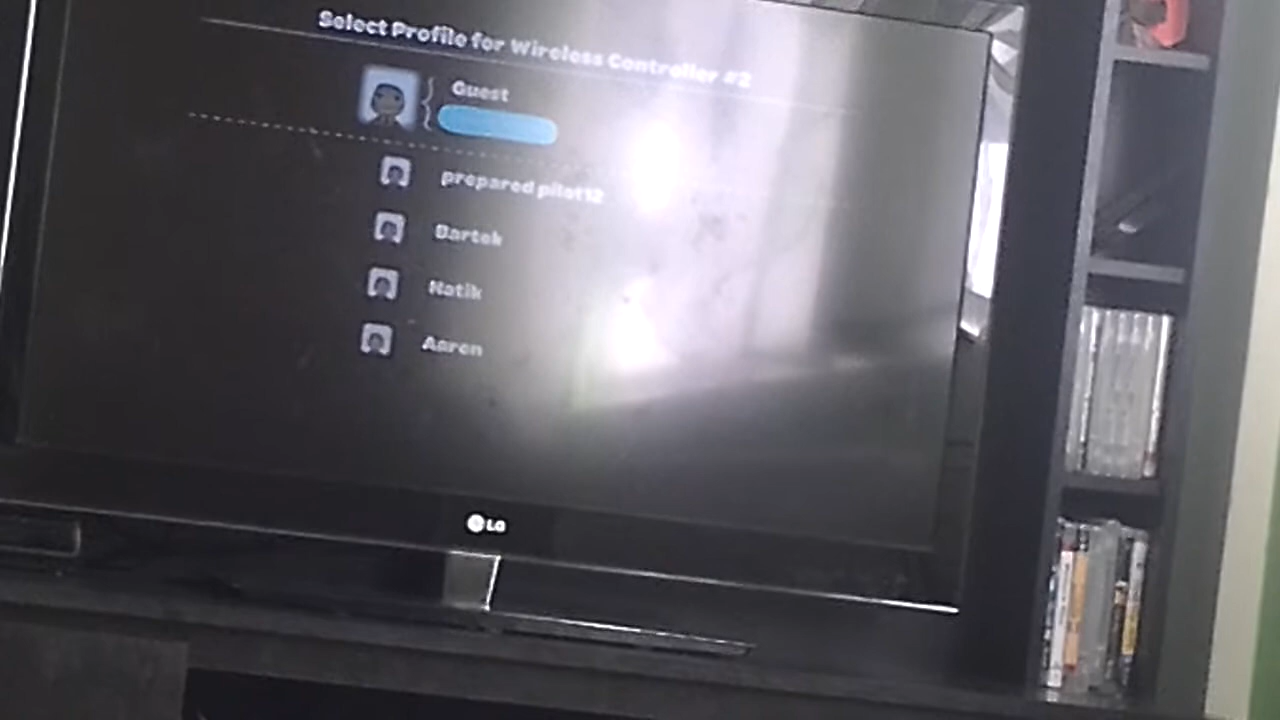 Select Profile for Wireless Controller #2
Guest
prepared pilot12
Bartek
Natik
Aaron
LG